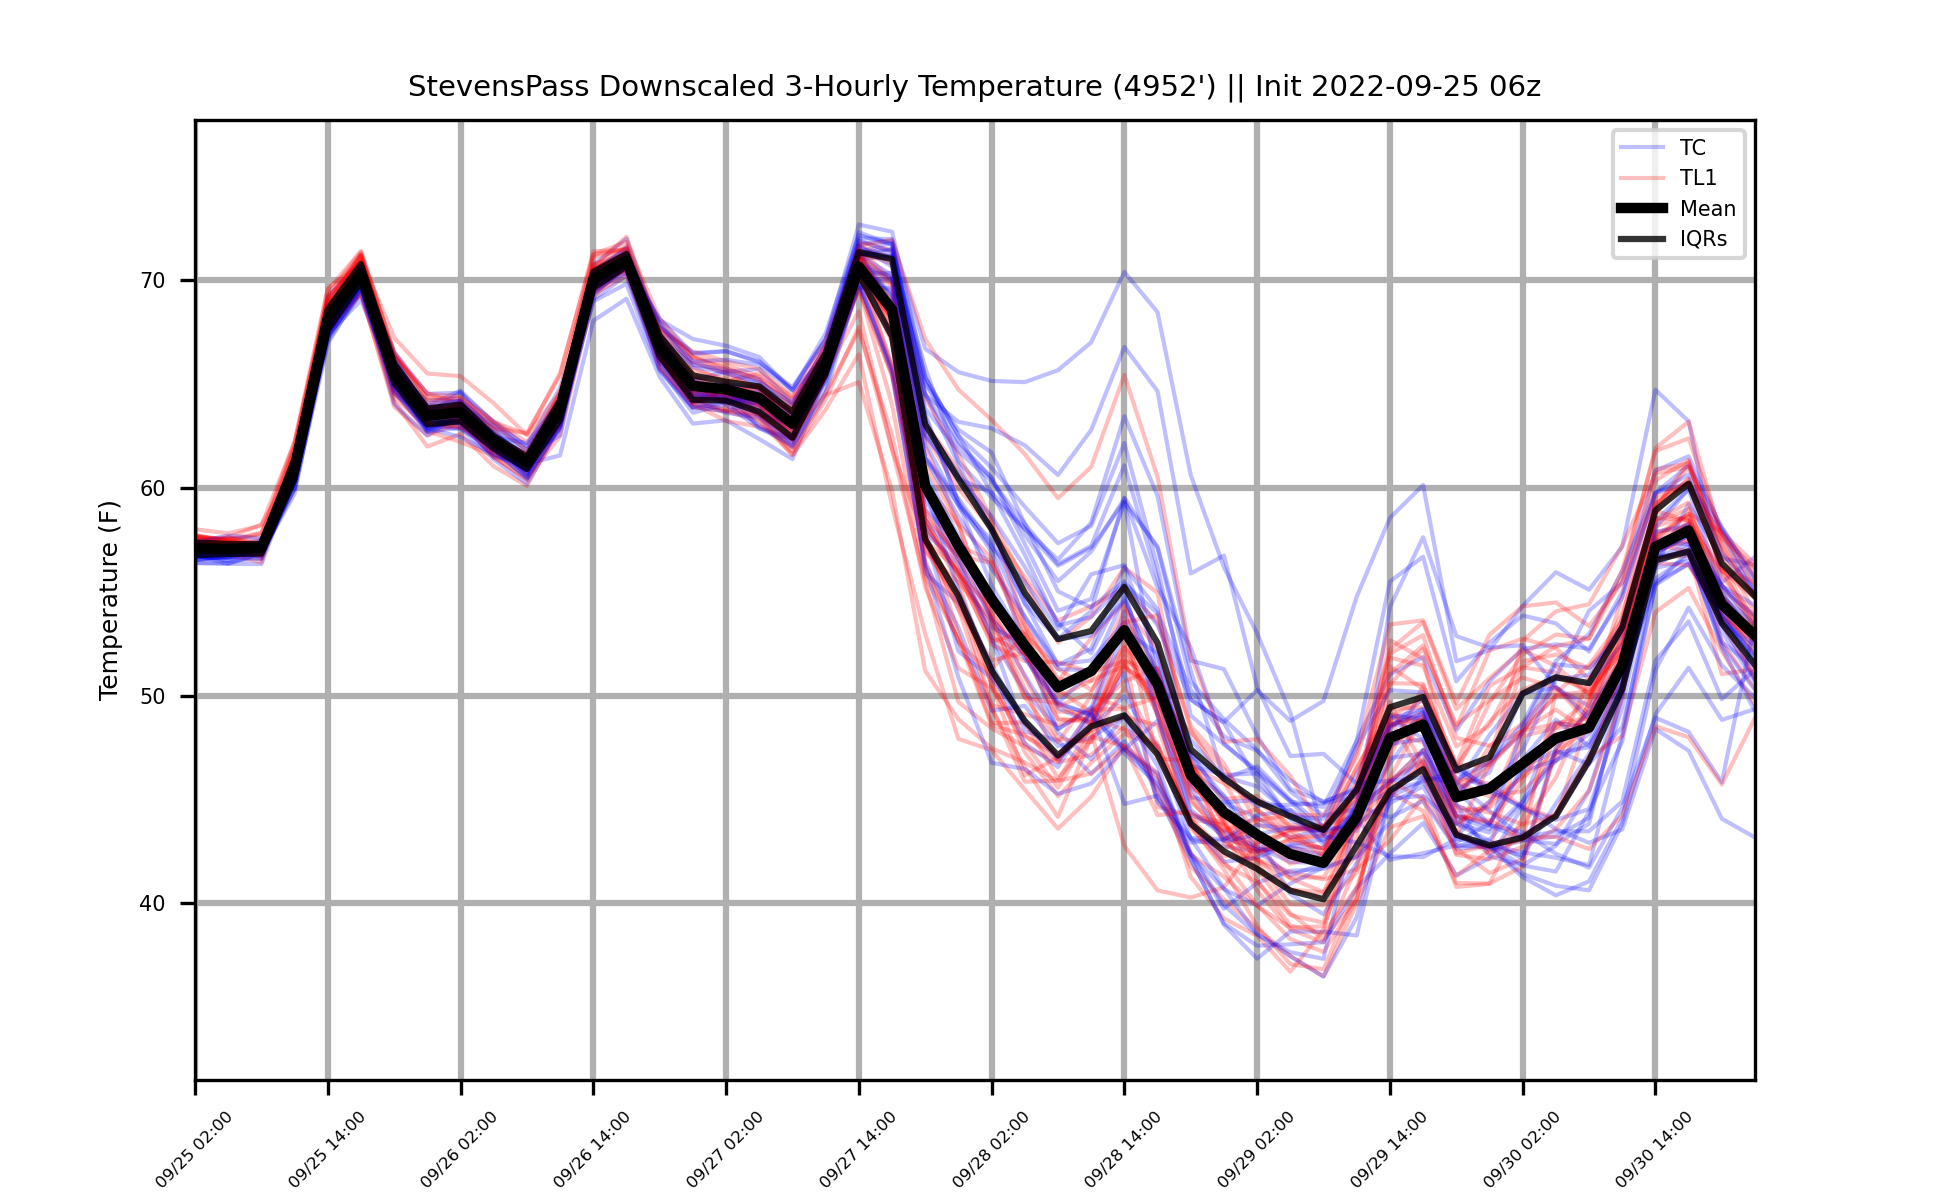 StevensPass Downscaled 3-Hourly Temperature (4952') || Init 2022-09-25 06z
TC
TL1
Mean
IQRs
Temperature (F)
70
60
50
40
09/25 02:00
09/25 14:00
09/26 02:00
09/26 14:00
09/27 02:00
09/27 14:00
09/28 02:00
09/28 14:00
09/29 02:00
09/29 14:00
09/30 02:00
09/30 14:00